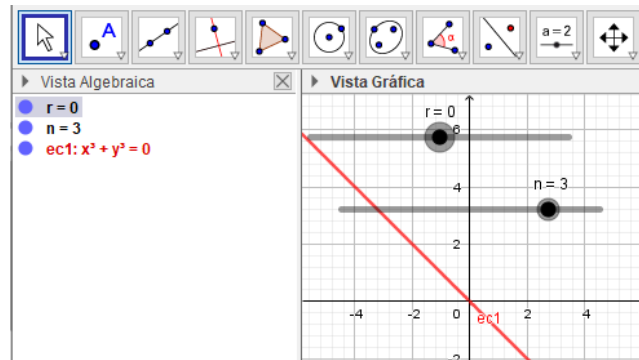 A
α
a=2
Vista Algebraica
Vista Gráfica
r = 0
n = 3
ec1: x³ + y³ = 0
r = 0
6
n = 3
4
2
-4
-2
0
2
4
ec1
-2